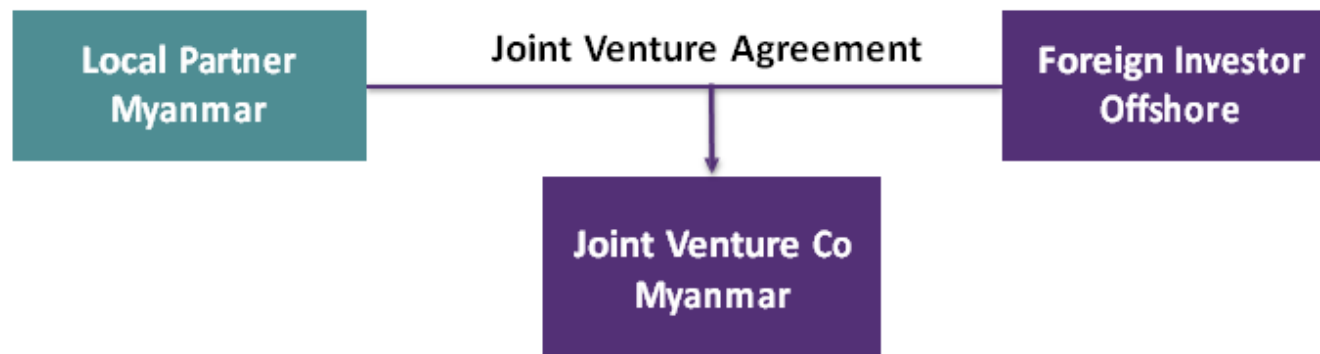 Local Partner
Myanmar
Joint Venture Agreement
Foreign Investor
Offshore
Joint Venture Co
Myanmar